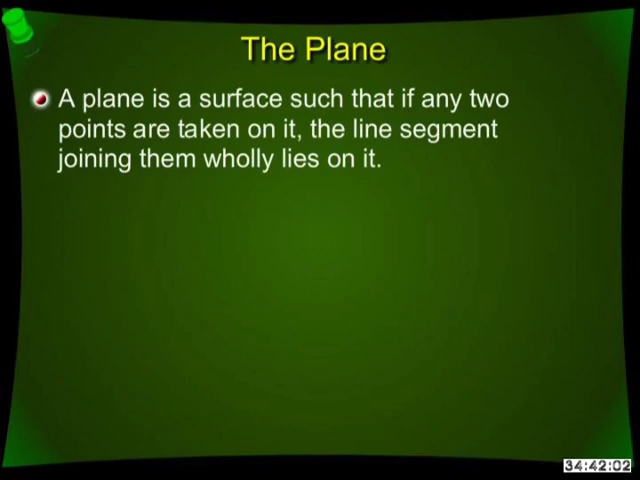 The Plane
A plane is a surface such that if any two
points are taken on it, the line segment
joining them wholly lies on it.
34:42:02